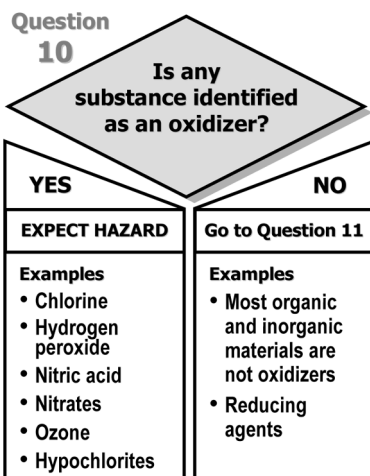 Question
10
Is any
substance identified
as an oxidizer?
YES
NO
EXPECT HAZARD
Go to Question 11
Examples
• Chlorine
• Hydrogen
peroxide
• Nitric acid
• Nitrates
• Ozone
• Hypochlorites
Examples
• Most organic
and inorganic
materials are
not oxidizers
• Reducing
agents